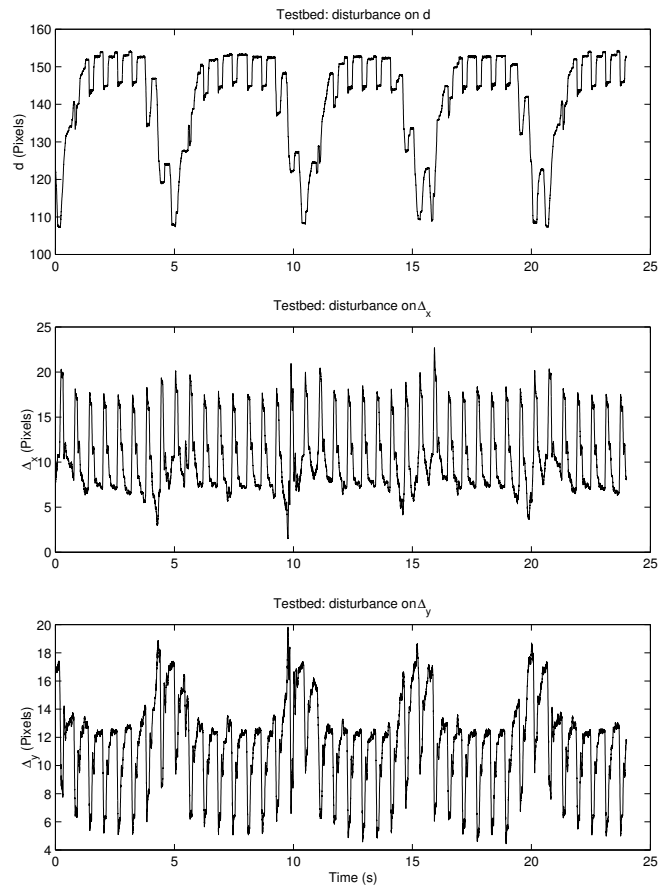 Testbed: disturbance on d
160
150
140
130
120
110
100
d (Pixels)
0 5 10 15 20 25
Testbed: disturbance on Δx
25
20
15
10
5
0
Δx (Pixels)
0 5 10 15 20 25
Testbed: disturbance on Δy
20
18
16
14
12
10
8
6
4
Δy (Pixels)
0 5 10 15 20 25
Time (s)